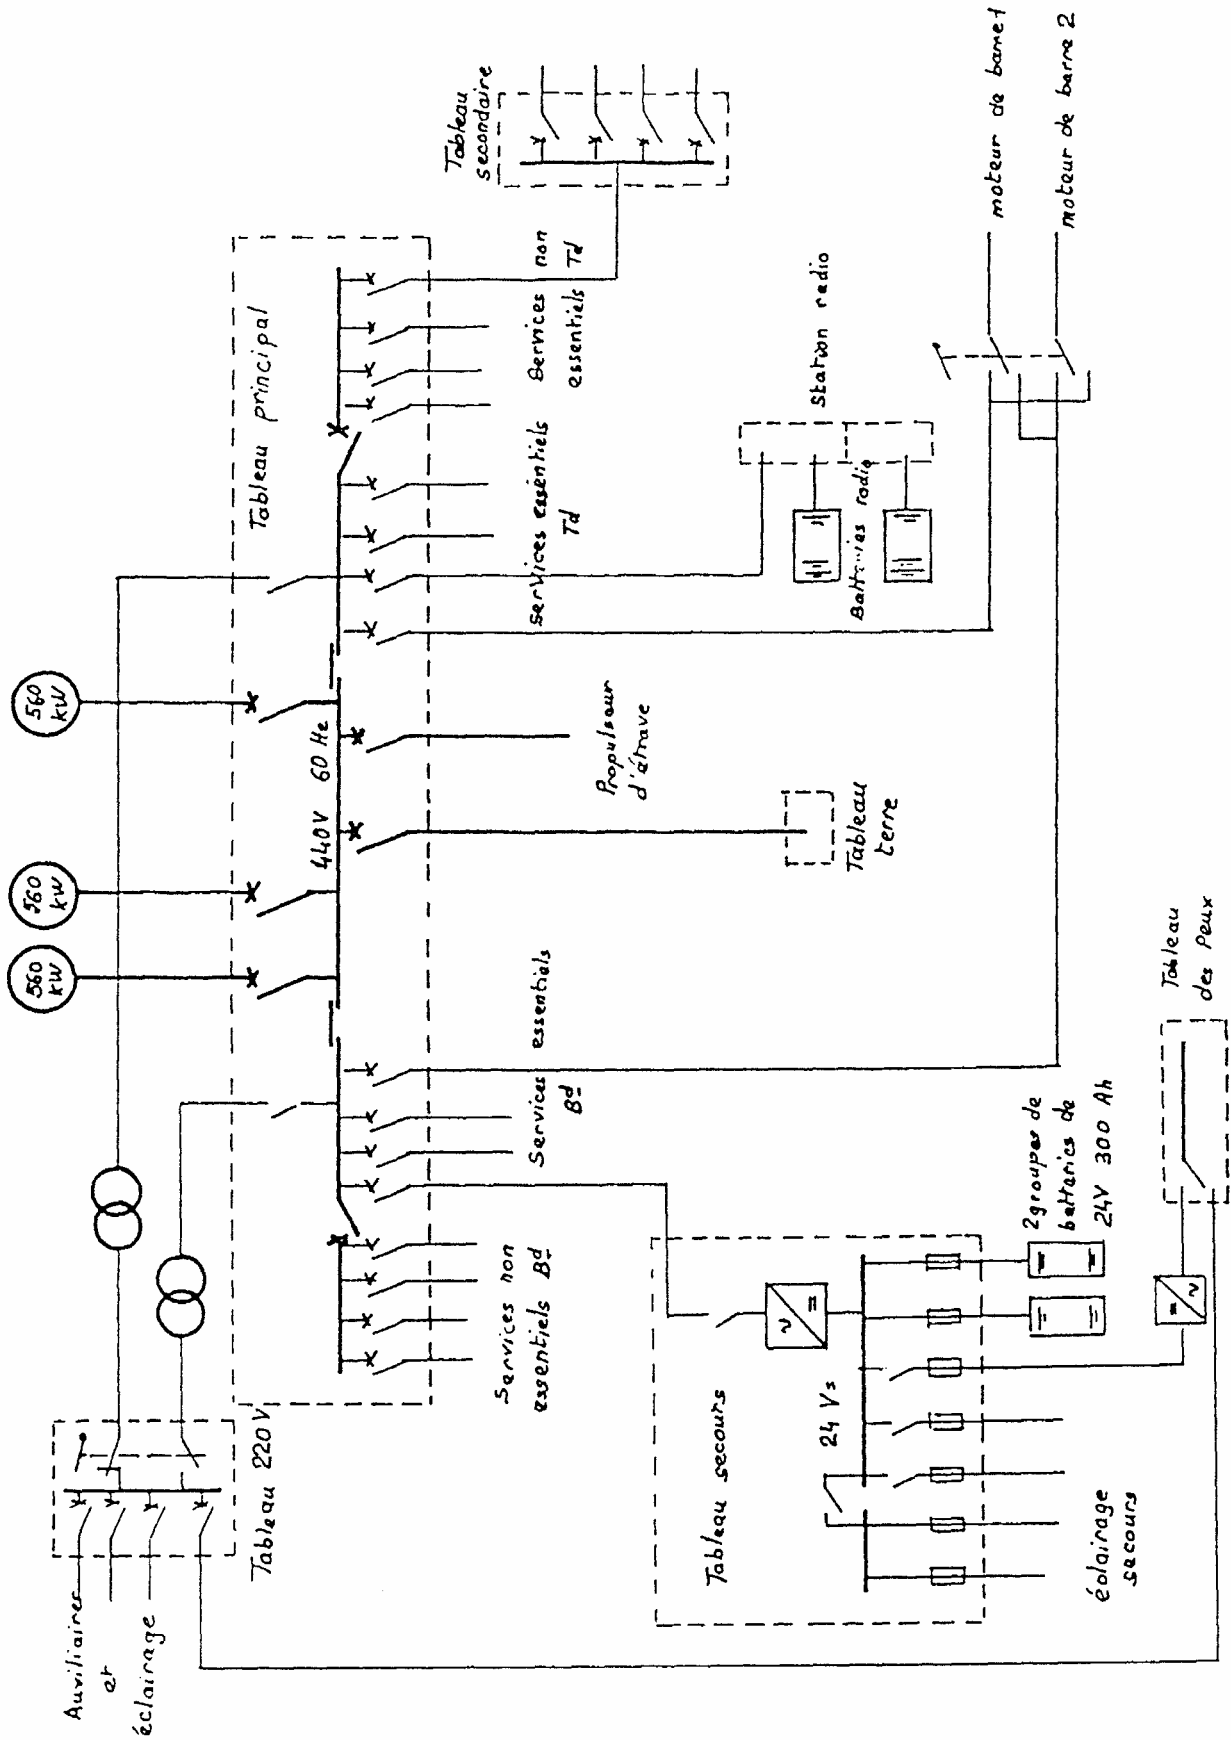 560
kW
560
kW
560
kW
Tableau principal
440V 60 Hz
Tableau
secondaire
Services non
essentiels Td
Services essentiels
Td
Services essentiels
Bd
Services non
essentiels Bd
Propulseur
d'étrave
Tableau
terre
Station radio
Batteries radio
moteur de barre 1
moteur de barre 2
Auxiliaires
et
éclairage
Tableau 220V
Tableau secours
24 Vs
éclairage
secours
2 groupes de
batteries de
24V 300 Ah
Tableau
des Peux